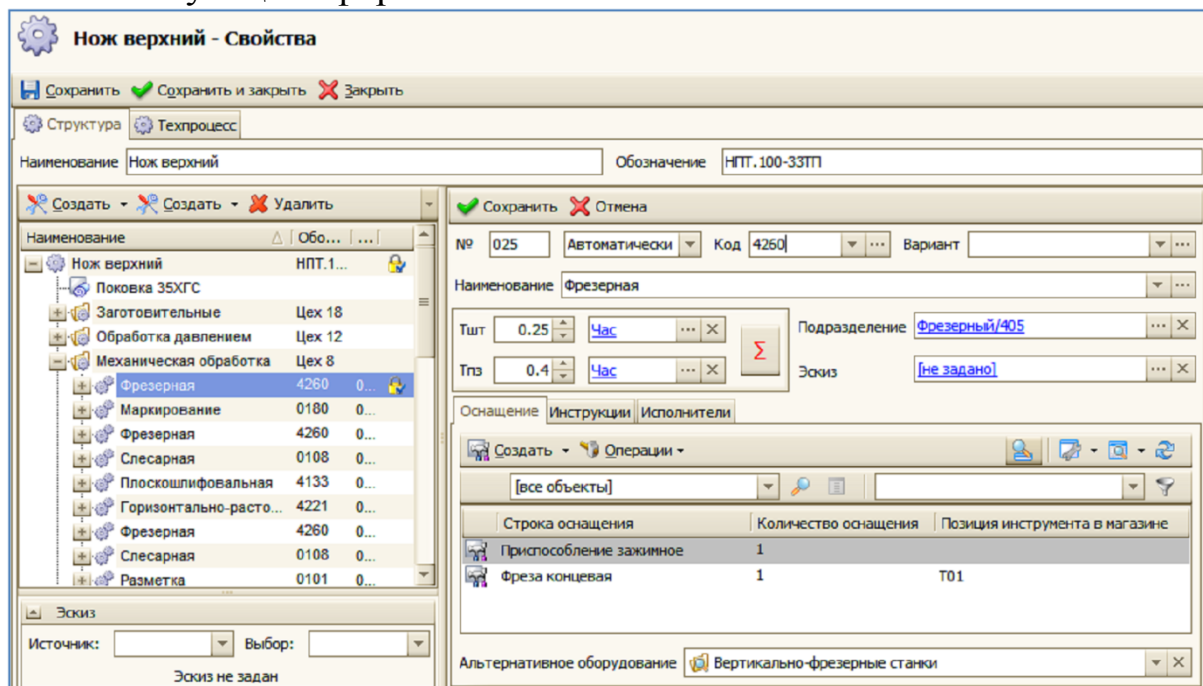 Нож верхний - Свойства
Сохранить Сохранить и закрыть Закрыть
Структура Техпроцесс
Наименование Нож верхний Обозначение НПТ.100-33ТП
Создать Создать Удалить
Наименование Обо... ...
Нож верхний НПТ.1...
Поковка 35ХГС
Заготовительные Цех 18
Обработка давлением Цех 12
Механическая обработка Цех 8
Фрезерная 4260 0...
Маркирование 0180 0...
Фрезерная 4260 0...
Слесарная 0108 0...
Плоскошлифовальная 4133 0...
Горизонтально-расто... 4221 0...
Фрезерная 4260 0...
Слесарная 0108 0...
Разметка 0101 0...
Эскиз
Источник: Выбор:
Эскиз не задан
Сохранить Отмена
№ 025 Автоматически Код 4260 ... Вариант ...
Наименование Фрезерная ...
Тшт 0.25 Час ... Подразделение Фрезерный/405 ...
Σ
Тпз 0.4 Час ... Эскиз [не задано] ...
Оснащение Инструкции Исполнители
Создать Операции
[все объекты]
Строка оснащения Количество оснащения Позиция инструмента в магазине
Приспособление зажимное 1
Фреза концевая 1 Т01
Альтернативное оборудование Вертикально-фрезерные станки